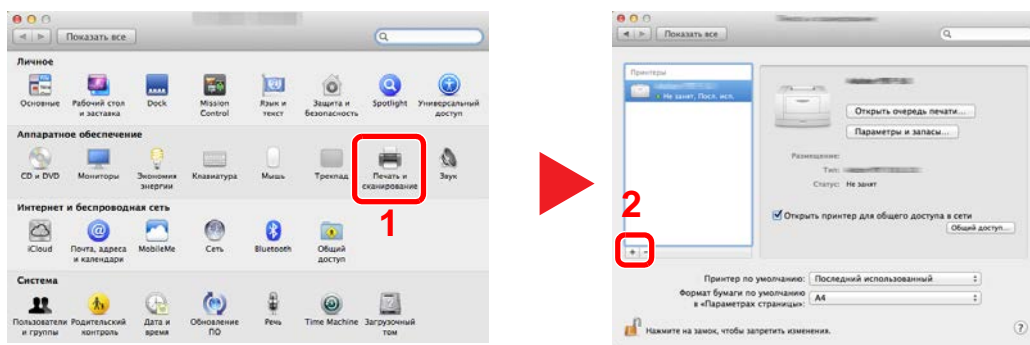 Показать все
Личное
Основные
Рабочий стол
и заставка
Dock
Mission
Control
Язык и
текст
Защита и
безопасность
Spotlight
Универсальный
доступ
Аппаратное обеспечение
CD и DVD
Мониторы
Экономия
энергии
Клавиатура
Мышь
Трекпад
Печать и
сканирование
Звук
1
Интернет и беспроводная сеть
iCloud
Почта, адреса
и календари
MobileMe
Сеть
Bluetooth
Общий
доступ
Система
Пользователи
и группы
Родительский
контроль
Дата и
время
Обновление
ПО
Речь
Time Machine
Загрузочный
том
Показать все
Принтеры
Не занят, Посл. исп.
Открыть очередь печати...
Параметры и запасы...
Размещение:
Тип:
Статус: Не занят
2
Открыть принтер для общего доступа в сети
Общий доступ...
+ −
Принтер по умолчанию: Последний использованный
Формат бумаги по умолчанию
в «Параметрах страницы»: A4
Нажмите на замок, чтобы запретить изменения.
?